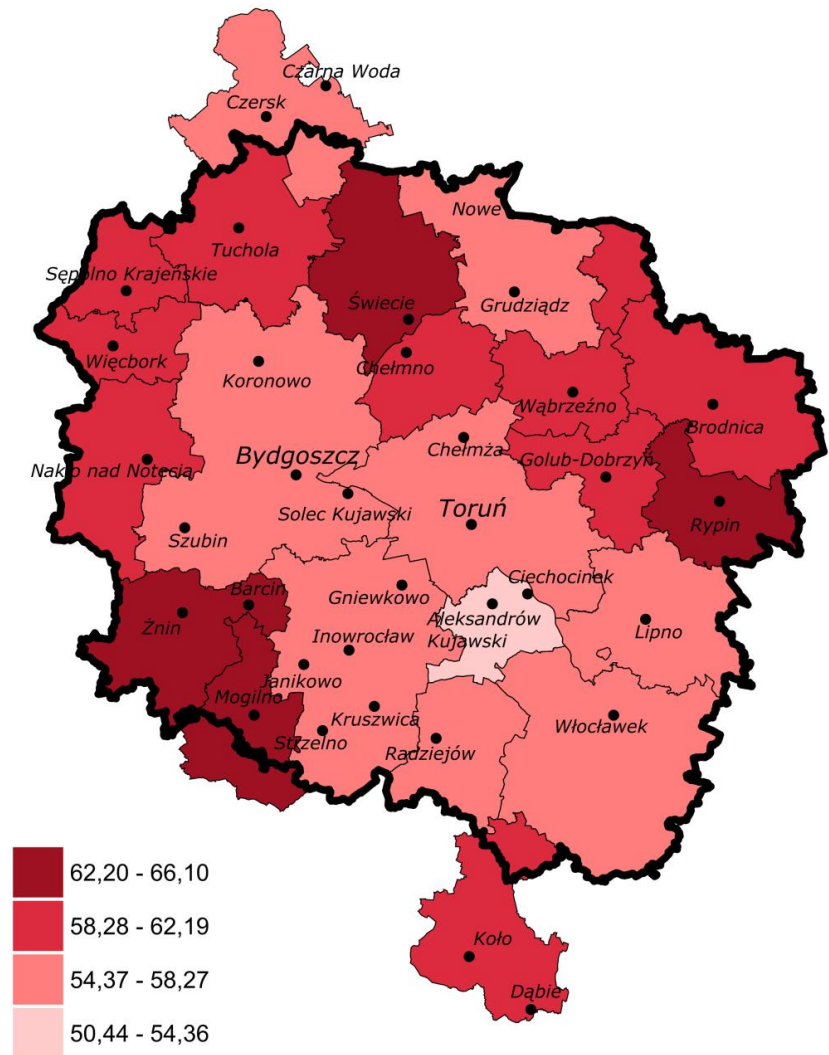 Czarna Woda
Czersk
Nowe
Tuchola
Sępólno Krajeńskie
Grudziądz
Świecie
Więcbork
Koronowo
Chełmno
Wąbrzeźno
Brodnica
Chełmża
Bydgoszcz
Golub-Dobrzyń
Nakło nad Notecią
Solec Kujawski
Toruń
Rypin
Szubin
Ciechocinek
Barcin
Gniewkowo
Żnin
Aleksandrów
Kujawski
Lipno
Inowrocław
Janikowo
Mogilno
Kruszwica
Włocławek
Strzelno
Radziejów
62,20 - 66,10
58,28 - 62,19
Koło
54,37 - 58,27
Dąbie
50,44 - 54,36